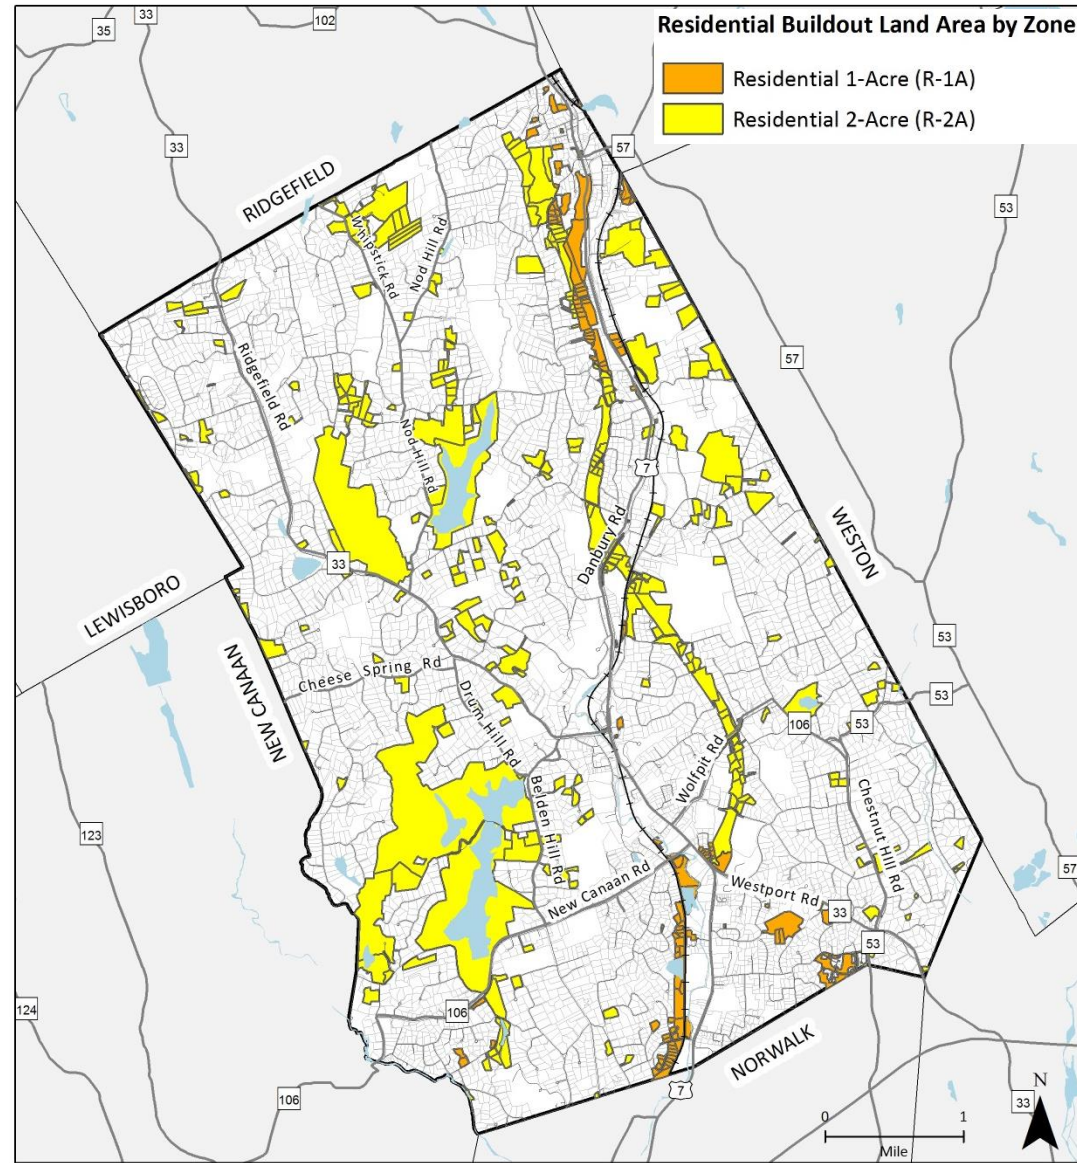 Residential Buildout Land Area by Zone
Residential 1-Acre (R-1A)
Residential 2-Acre (R-2A)
33
102
35
33
57
53
RIDGEFIELD
Whipstick Rd
Nod Hill Rd
Ridgefield Rd
57
Nod Hill Rd
7
Danbury Rd
WESTON
33
LEWISBORO
NEW CANAAN
Cheese Spring Rd
Drum Hill Rd
53
53
106
53
Wolfpit Rd
Belden Hill Rd
Chestnut Hill Rd
123
57
New Canaan Rd
Westport Rd
33
53
124
106
NORWALK
7
106
33
N
0
1
Mile